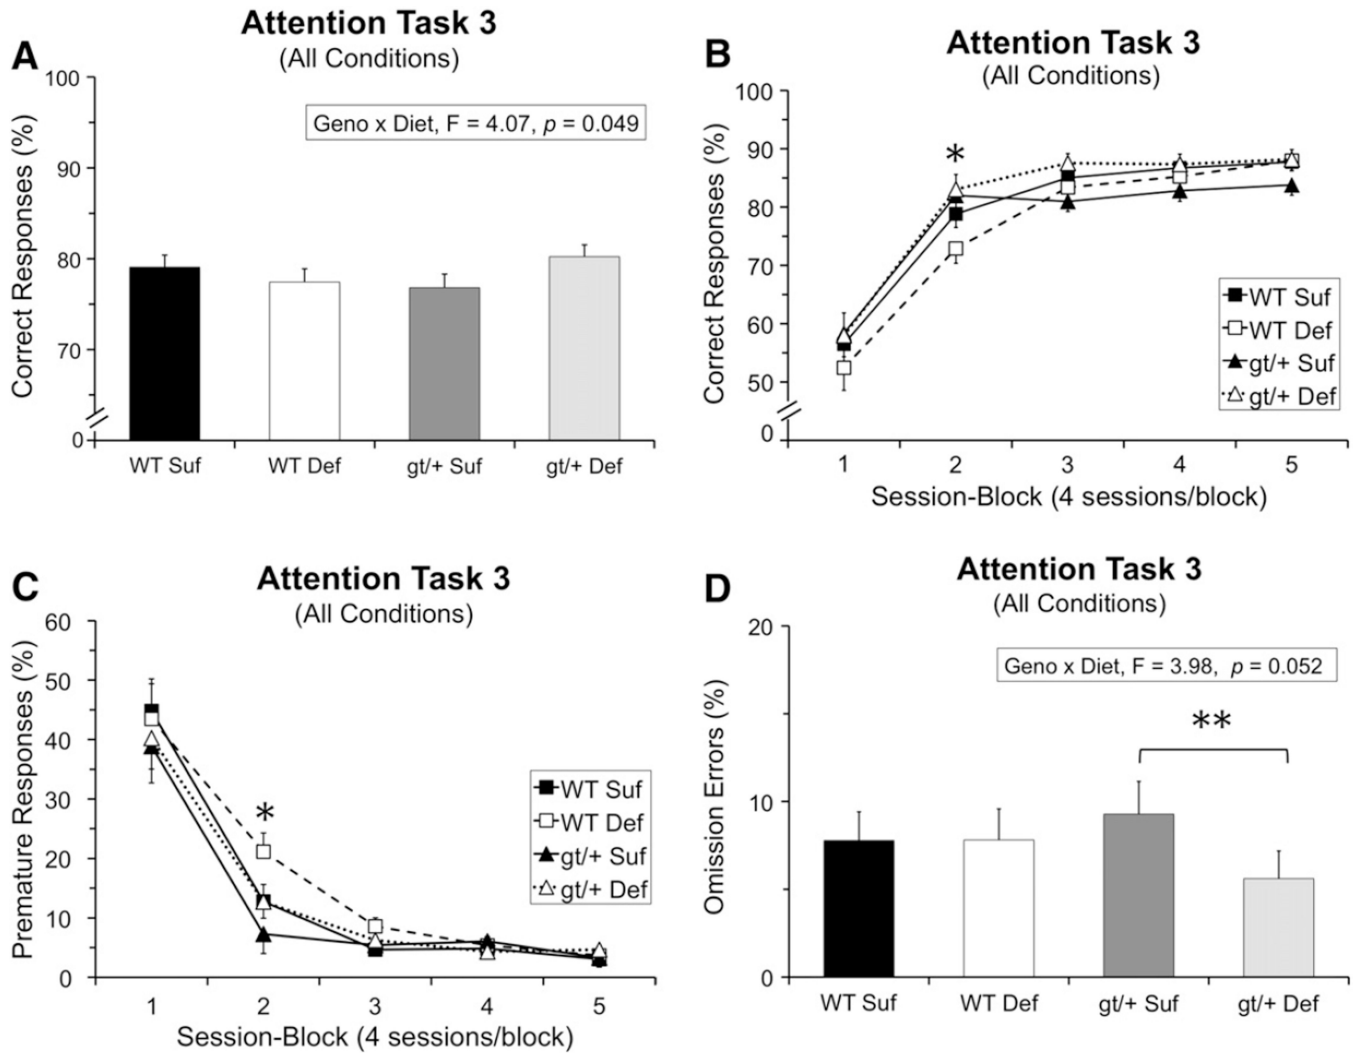 A
Attention Task 3
(All Conditions)
Correct Responses (%)
100
90
80
70
0
Geno x Diet, F = 4.07, p = 0.049
WT Suf
WT Def
gt/+ Suf
gt/+ Def
B
Attention Task 3
(All Conditions)
Correct Responses (%)
100
90
80
70
60
50
0
*
WT Suf
WT Def
gt/+ Suf
gt/+ Def
1 2 3 4 5
Session-Block (4 sessions/block)
C
Attention Task 3
(All Conditions)
Premature Responses (%)
60
50
40
30
20
10
0
*
WT Suf
WT Def
gt/+ Suf
gt/+ Def
1 2 3 4 5
Session-Block (4 sessions/block)
D
Attention Task 3
(All Conditions)
Omission Errors (%)
20
10
0
Geno x Diet, F = 3.98, p = 0.052
**
WT Suf
WT Def
gt/+ Suf
gt/+ Def